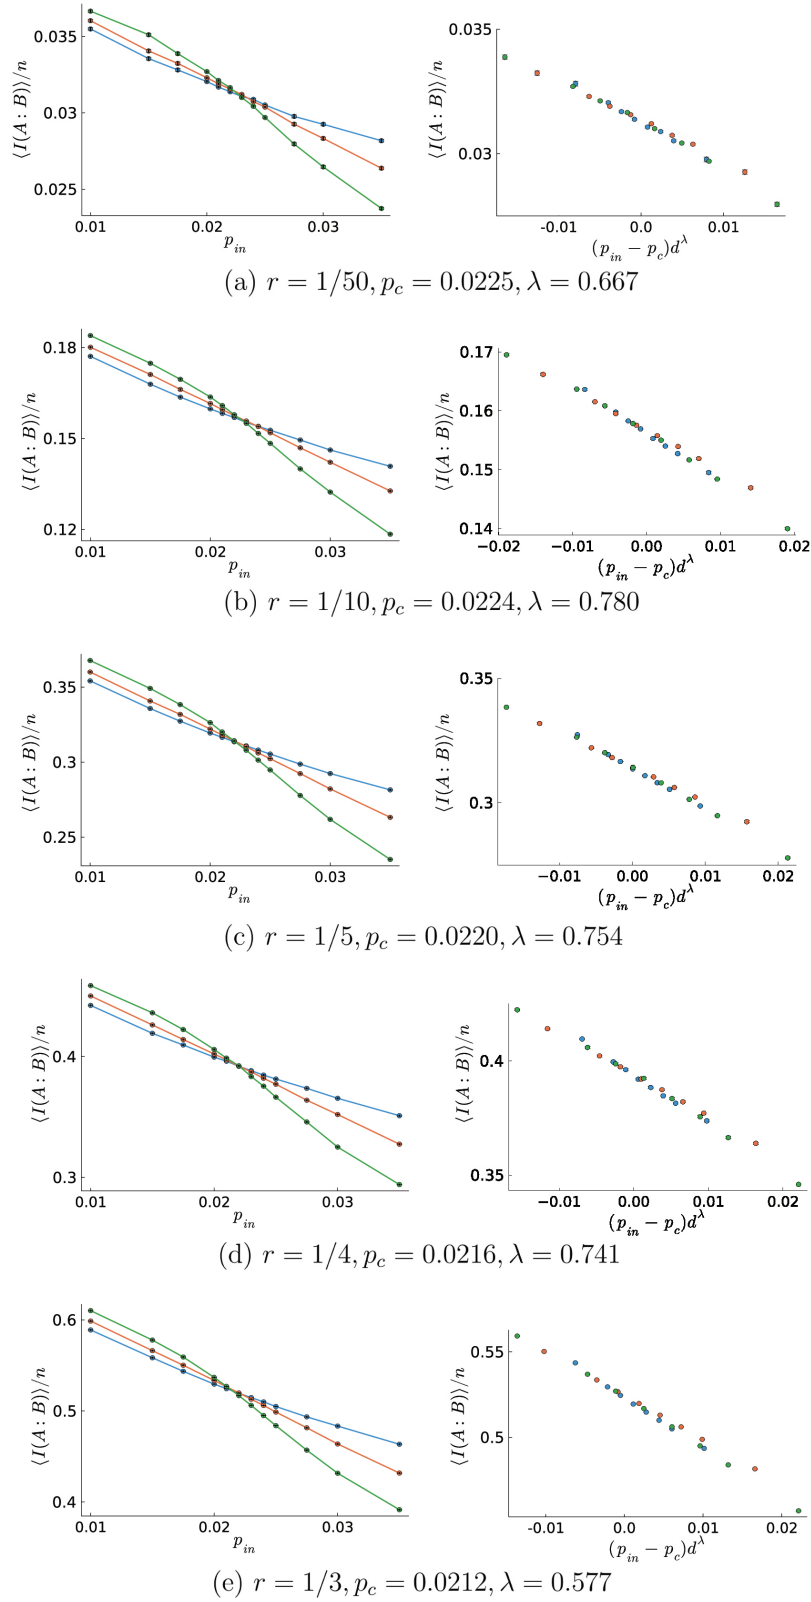 0.035
0.03
0.025
⟨I(A : B)⟩/n
0.01
0.02
0.03
p_in
0.035
0.03
⟨I(A : B)⟩/n
-0.01
0.0
0.01
(p_in − p_c)d^λ
(a) r = 1/50, p_c = 0.0225, λ = 0.667
0.18
0.15
0.12
⟨I(A : B)⟩/n
0.01
0.02
0.03
p_in
0.17
0.16
0.15
0.14
⟨I(A : B)⟩/n
−0.02
−0.01
0.00
0.01
0.02
(p_in − p_c)d^λ
(b) r = 1/10, p_c = 0.0224, λ = 0.780
0.35
0.3
0.25
⟨I(A : B)⟩/n
0.01
0.02
0.03
p_in
0.35
0.3
⟨I(A : B)⟩/n
−0.01
0.00
0.01
0.02
(p_in − p_c)d^λ
(c) r = 1/5, p_c = 0.0220, λ = 0.754
0.4
0.3
⟨I(A : B)⟩/n
0.01
0.02
0.03
p_in
0.4
0.35
⟨I(A : B)⟩/n
−0.01
0.00
0.01
0.02
(p_in − p_c)d^λ
(d) r = 1/4, p_c = 0.0216, λ = 0.741
0.6
0.5
0.4
⟨I(A : B)⟩/n
0.01
0.02
0.03
p_in
0.55
0.5
⟨I(A : B)⟩/n
-0.01
0.0
0.01
0.02
(p_in − p_c)d^λ
(e) r = 1/3, p_c = 0.0212, λ = 0.577